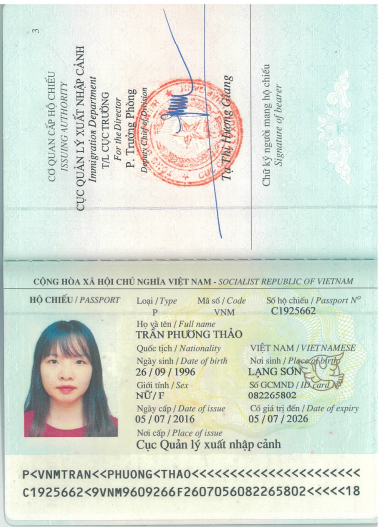 3
CƠ QUAN CẤP HỘ CHIẾU
ISSUING AUTHORITY
CỤC QUẢN LÝ XUẤT NHẬP CẢNH
Immigration Department
T/L CỤC TRƯỞNG
For the Director
P. Trưởng Phòng
Deputy Chief of Division
Tạ Thị Hương Giang
Chữ ký người mang hộ chiếu
Signature of bearer
CỘNG HÒA XÃ HỘI CHỦ NGHĨA VIỆT NAM - SOCIALIST REPUBLIC OF VIETNAM
HỘ CHIẾU / PASSPORT Loại / Type Mã số / Code Số hộ chiếu / Passport Nº
P VNM C1925662
Họ và tên / Full name
TRẦN PHƯƠNG THẢO
Quốc tịch / Nationality VIỆT NAM / VIETNAMESE
Ngày sinh / Date of birth Nơi sinh / Place of birth
26 / 09 / 1996 LẠNG SƠN
Giới tính / Sex Số GCMND / ID card Nº
NỮ / F 082265802
Ngày cấp / Date of issue Có giá trị đến / Date of expiry
05 / 07 / 2016 05 / 07 / 2026
Nơi cấp / Place of issue
Cục Quản lý xuất nhập cảnh
P<VNMTRAN<<PHUONG<THAO<<<<<<<<<<<<<<<<<<<<<<
C1925662<9VNM9609266F2607056082265802<<<<<18